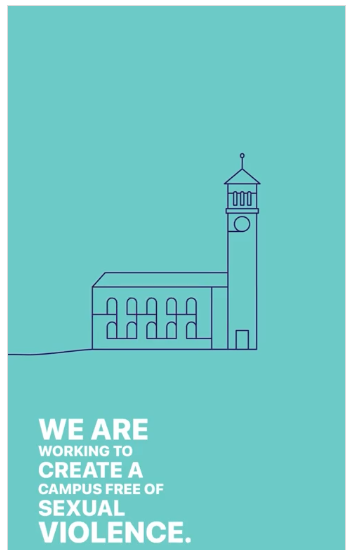 WE ARE
WORKING TO
CREATE A
CAMPUS FREE OF
SEXUAL
VIOLENCE.